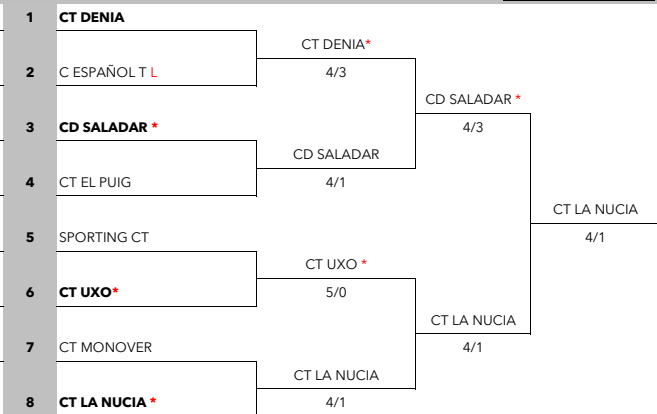 1 CT DENIA
CT DENIA*
2 C ESPAÑOL T L
4/3
CD SALADAR *
3 CD SALADAR *
4/3
CD SALADAR
4 CT EL PUIG
4/1
CT LA NUCIA
5 SPORTING CT
4/1
CT UXO *
6 CT UXO*
5/0
CT LA NUCIA
7 CT MONOVER
4/1
CT LA NUCIA
8 CT LA NUCIA *
4/1